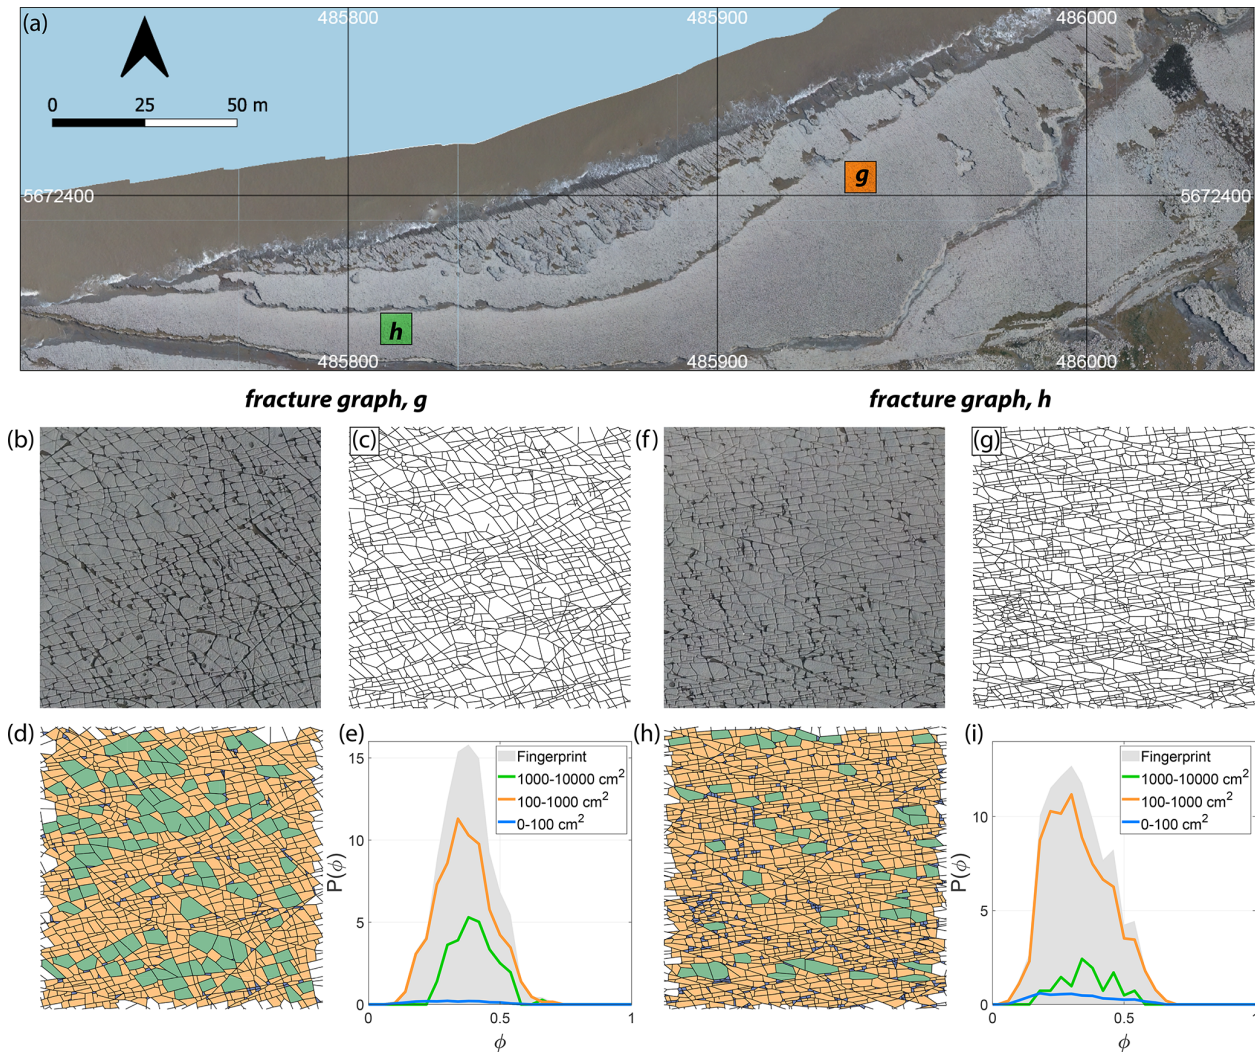 (a)
485800
485900
486000
0
25
50 m
g
5672400
5672400
h
485800
485900
486000
fracture graph, g
fracture graph, h
(b)
(c)
(f)
(g)
(d)
(e)
(h)
(i)
15
10
5
0
P(ϕ)
Fingerprint
1000-10000 cm²
100-1000 cm²
0-100 cm²
0
0.5
1
ϕ
10
5
0
P(ϕ)
Fingerprint
1000-10000 cm²
100-1000 cm²
0-100 cm²
0
0.5
1
ϕ